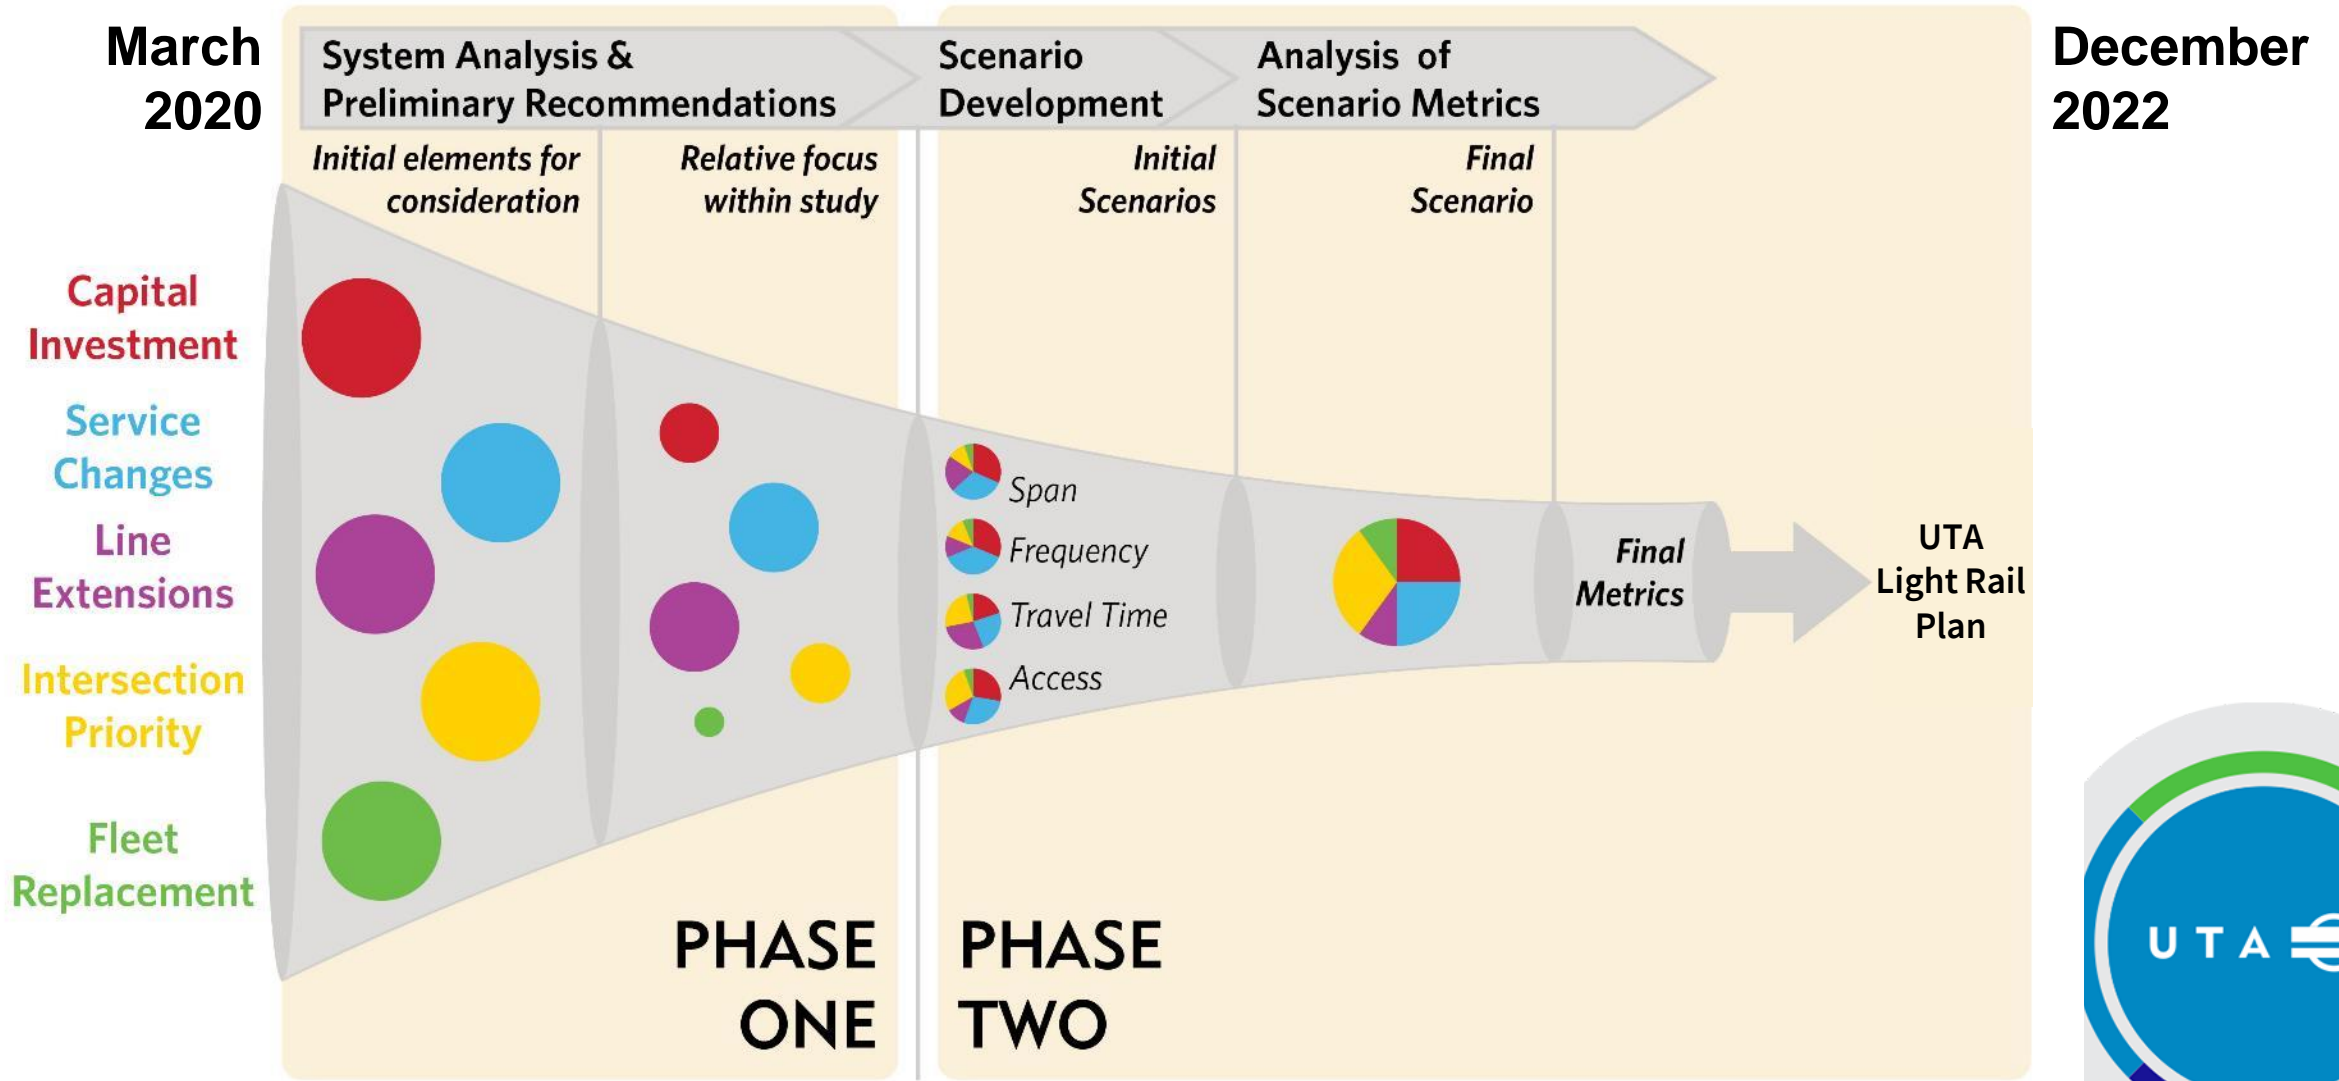 March
2020
System Analysis &
Preliminary Recommendations
Scenario
Development
Analysis of
Scenario Metrics
December
2022
Initial elements for
consideration
Relative focus
within study
Initial
Scenarios
Final
Scenario
Capital
Investment
Service
Changes
Line
Extensions
Intersection
Priority
Fleet
Replacement
Span
Frequency
Travel Time
Access
Final
Metrics
UTA
Light Rail
Plan
PHASE
ONE
PHASE
TWO
UTA